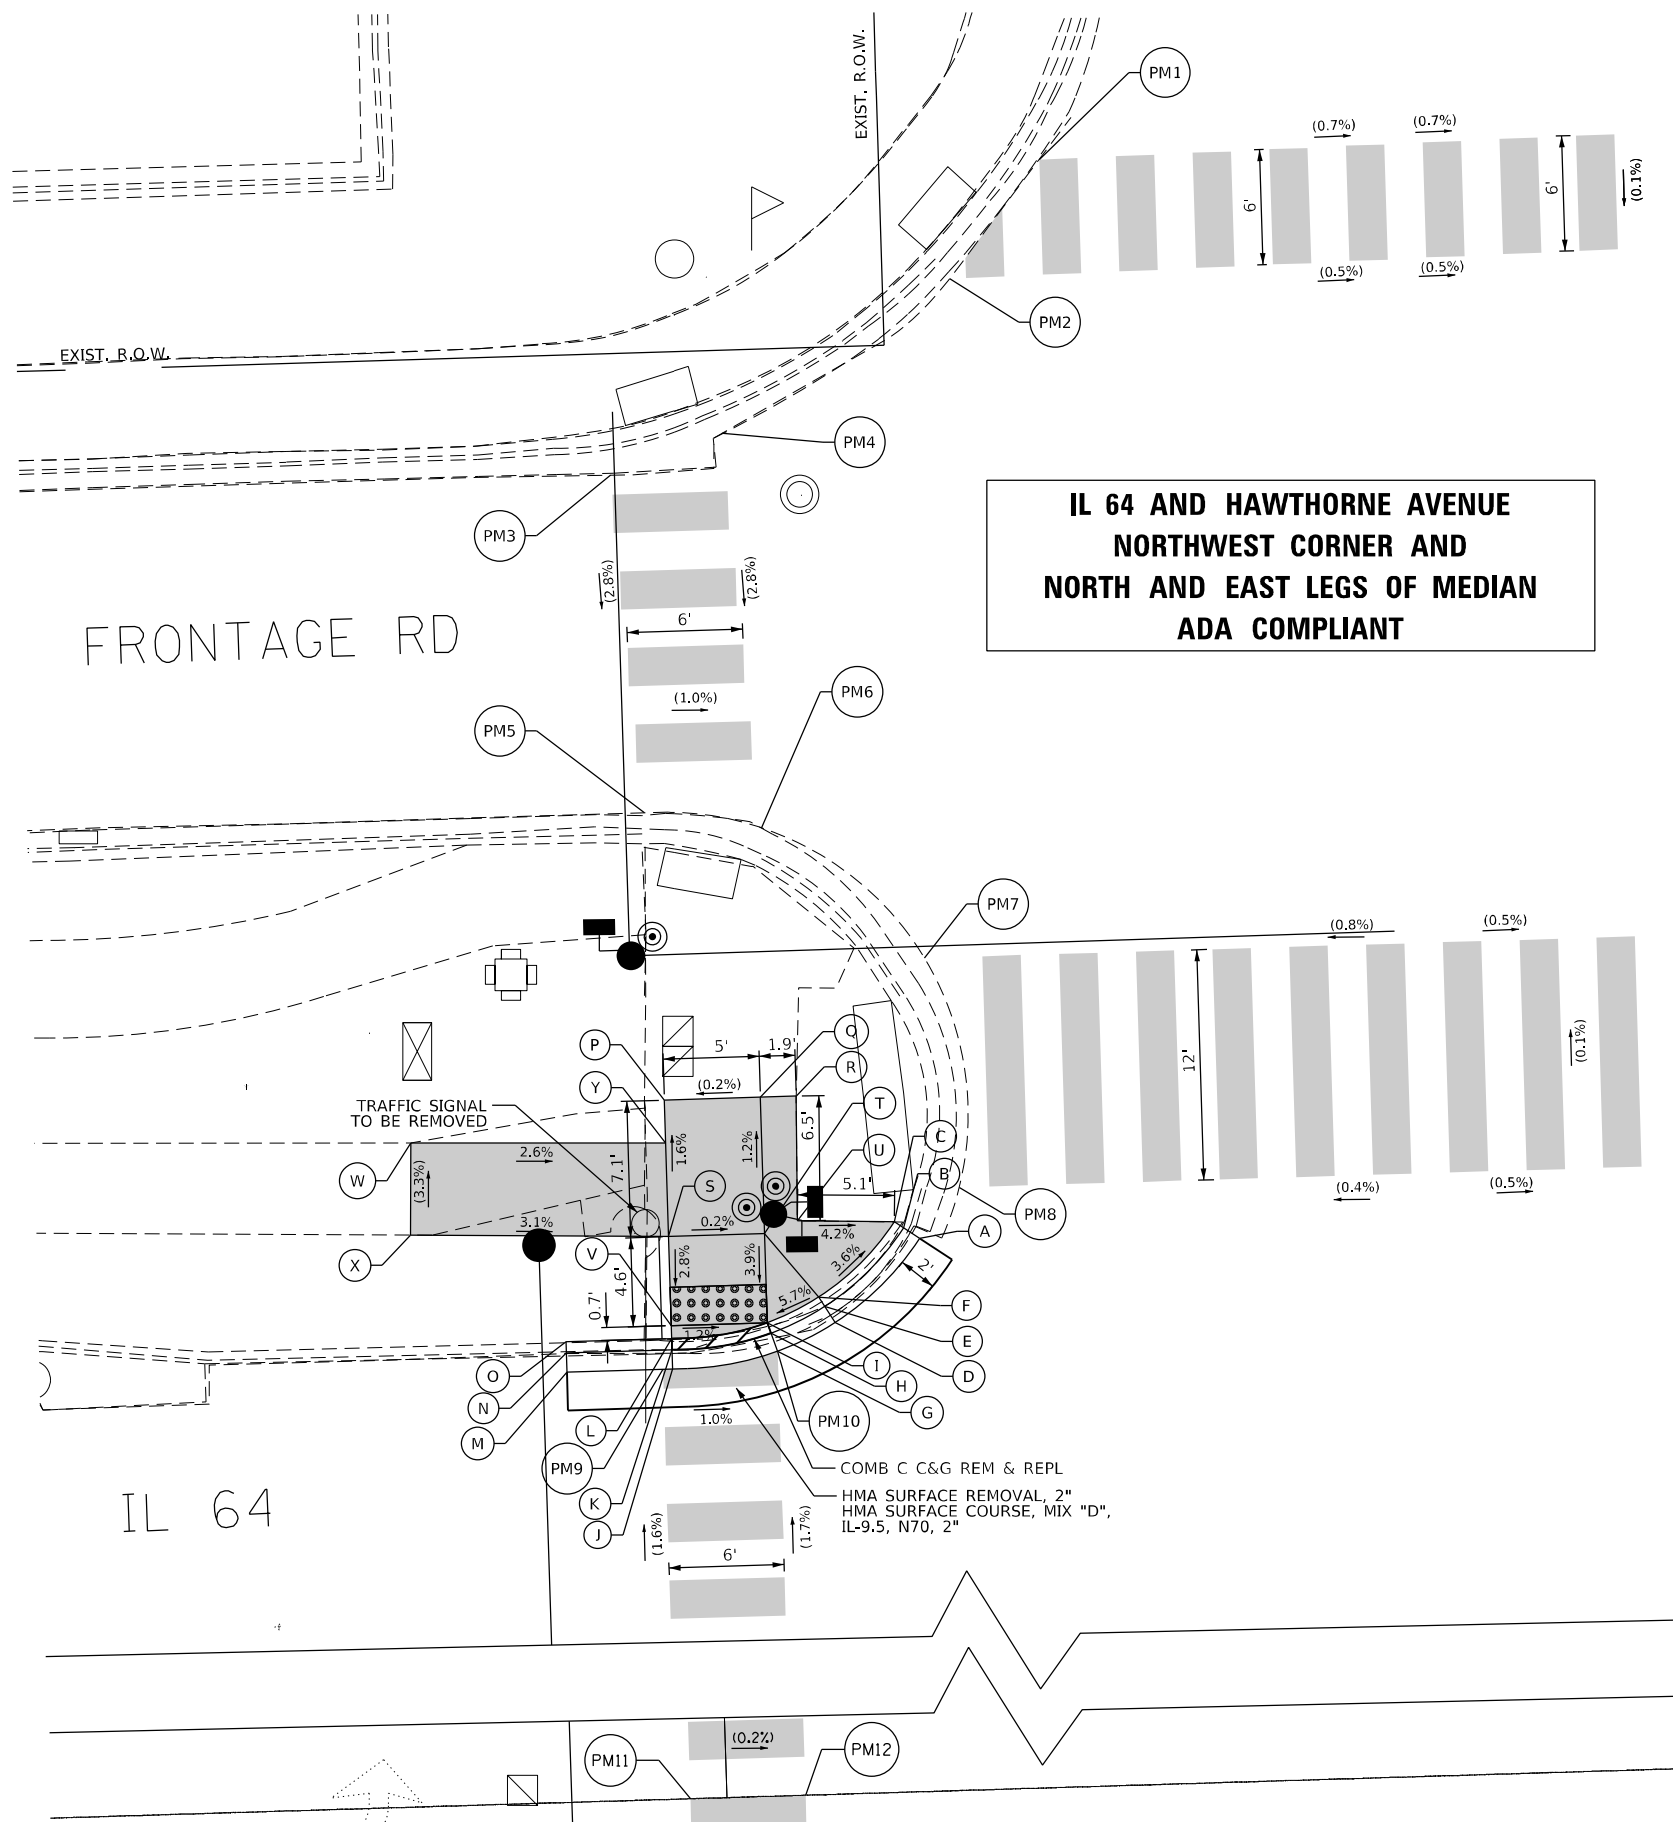 EXIST. R.O.W.
PM1
(0.7%)
(0.7%)
6'
6'
(0.1%)
(0.5%)
(0.5%)
PM2
EXIST. R.O.W.
PM4
PM3
IL 64 AND HAWTHORNE AVENUE
NORTHWEST CORNER AND
NORTH AND EAST LEGS OF MEDIAN
ADA COMPLIANT
(2.8%)
(2.8%)
6'
FRONTAGE RD
(1.0%)
PM6
PM5
PM7
(0.8%)
(0.5%)
12'
(0.1%)
P
5'
1.9'
Q
R
Y
(0.2%)
TRAFFIC SIGNAL
TO BE REMOVED
T
6.5'
U
C
B
W
2.6%
1.6%
1.2%
7.1'
(3.3%)
S
5.1'
(0.4%)
(0.5%)
PM8
A
3.1%
0.2%
4.2%
V
X
2.8%
3.9%
3.6%
2'
4.6'
0.7'
5.7%
F
E
1.2%
D
O
I
H
N
G
1.0%
PM10
L
M
PM9
COMB C C&G REM & REPL
K
HMA SURFACE REMOVAL, 2"
HMA SURFACE COURSE, MIX "D",
IL-9.5, N70, 2"
J
IL 64
(1.6%)
(1.7%)
6'
(0.2%)
PM11
PM12